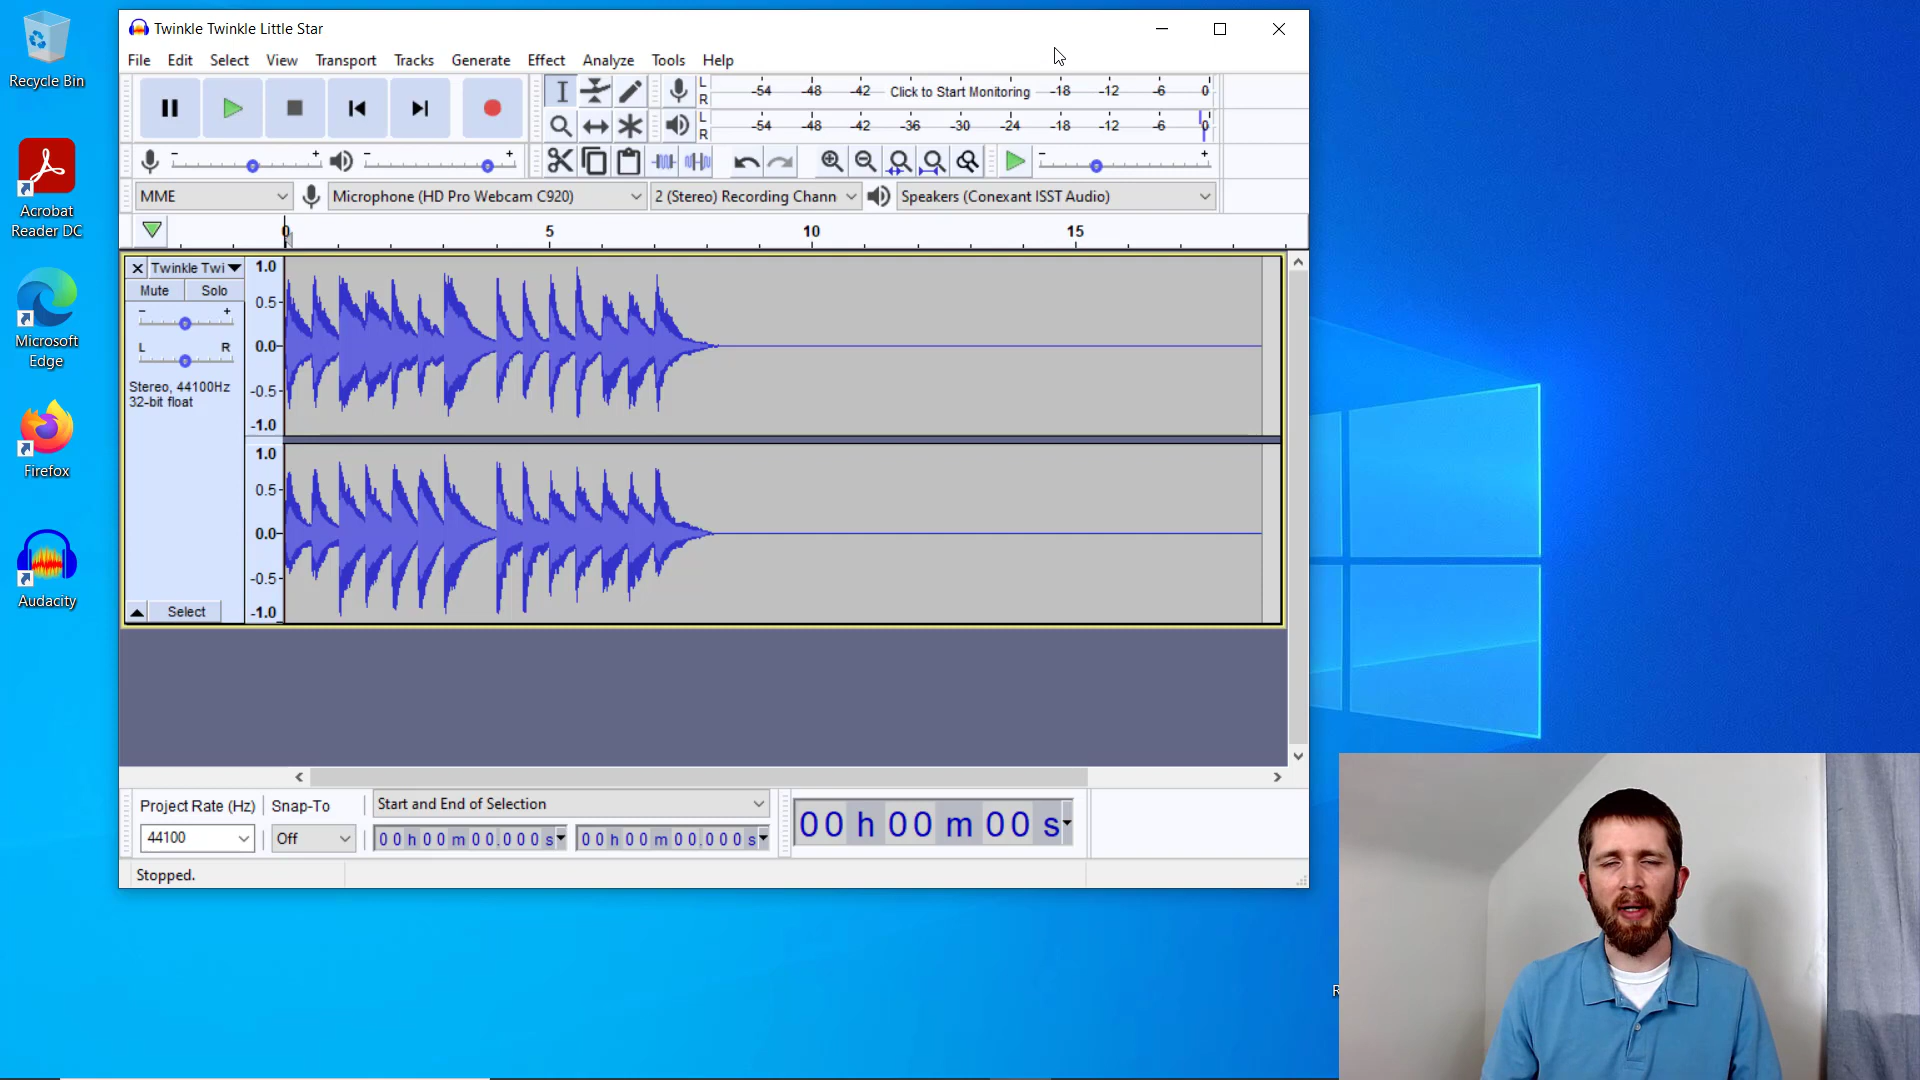 Recycle Bin
Acrobat
Reader DC
Microsoft
Edge
Firefox
Audacity
Twinkle Twinkle Little Star
File Edit Select View Transport Tracks Generate Effect Analyze Tools Help
L
R
-54 -48 -42 Click to Start Monitoring -18 -12 -6 0
L
R
-54 -48 -42 -36 -30 -24 -18 -12 -6 0
- + - + - +
MME Microphone (HD Pro Webcam C920) 2 (Stereo) Recording Chann Speakers (Conexant ISST Audio)
0 5 10 15
Twinkle Twi
Mute Solo
- +
L R
Stereo, 44100Hz
32-bit float
Select
1.0
0.5-
0.0-
-0.5-
-1.0
1.0
0.5-
0.0-
-0.5-
-1.0
Project Rate (Hz) Snap-To Start and End of Selection
44100 Off 00 h 00 m 00.000 s 00 h 00 m 00.000 s
00 h 00 m 00 s
Stopped.
R